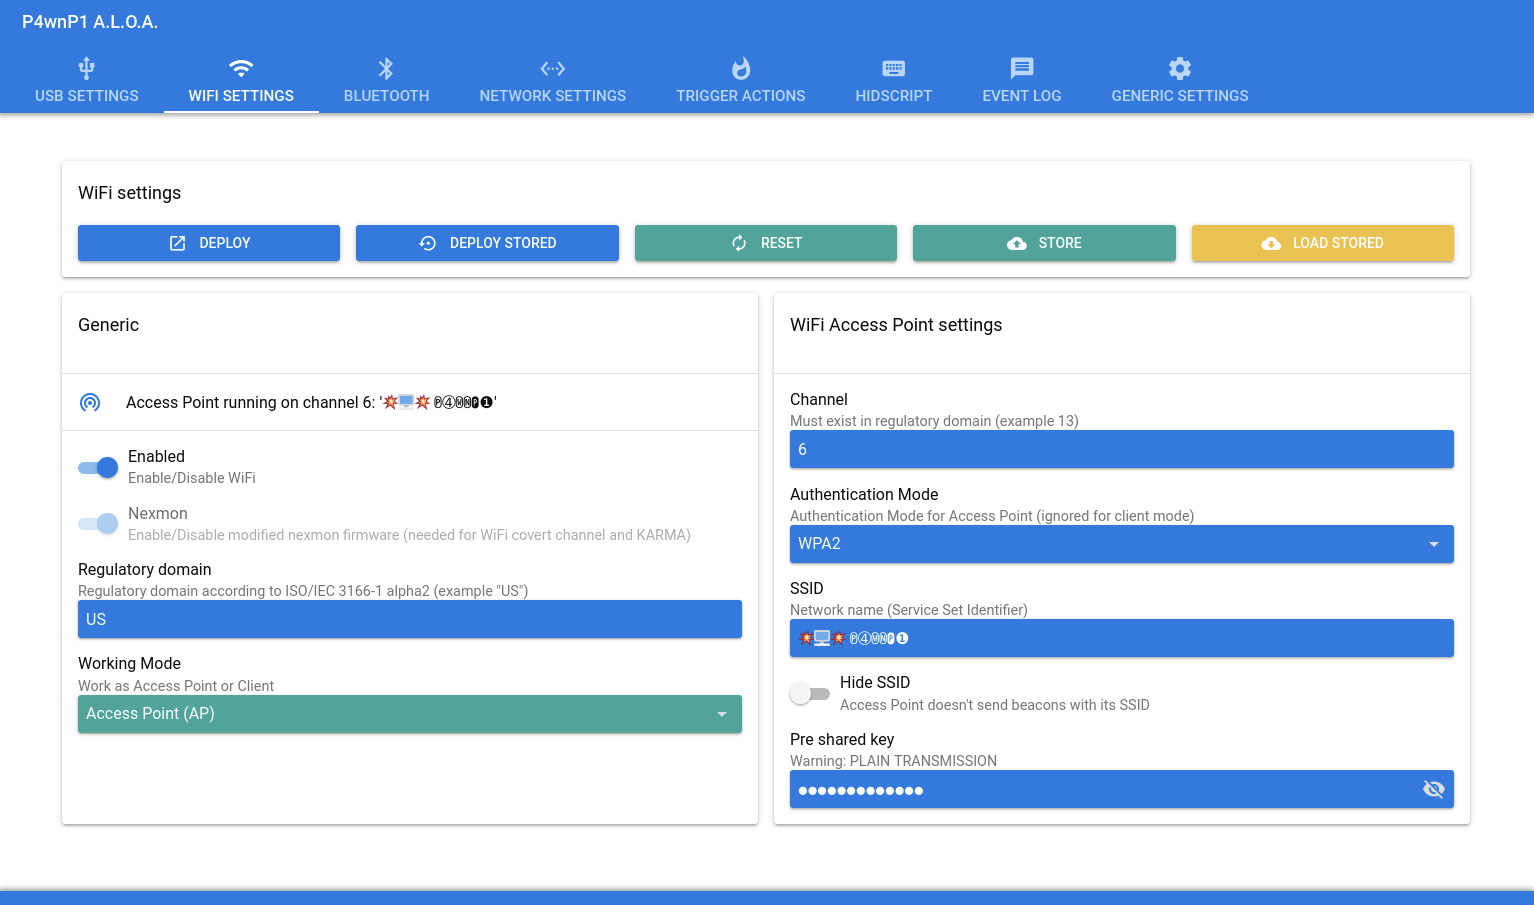 P4wnP1 A.L.O.A.
USB SETTINGS
WIFI SETTINGS
BLUETOOTH
NETWORK SETTINGS
TRIGGER ACTIONS
HIDSCRIPT
EVENT LOG
GENERIC SETTINGS
WiFi settings
DEPLOY
DEPLOY STORED
RESET
STORE
LOAD STORED
Generic
Access Point running on channel 6: '💥🖥💥 Ⓟ④ⓌⓃ🅟❶'
Enabled
Enable/Disable WiFi
Nexmon
Enable/Disable modified nexmon firmware (needed for WiFi covert channel and KARMA)
Regulatory domain
Regulatory domain according to ISO/IEC 3166-1 alpha2 (example "US")
US
Working Mode
Work as Access Point or Client
Access Point (AP)
WiFi Access Point settings
Channel
Must exist in regulatory domain (example 13)
6
Authentication Mode
Authentication Mode for Access Point (ignored for client mode)
WPA2
SSID
Network name (Service Set Identifier)
💥🖥💥 Ⓟ④ⓌⓃ🅟❶
Hide SSID
Access Point doesn't send beacons with its SSID
Pre shared key
Warning: PLAIN TRANSMISSION
●●●●●●●●●●●●●